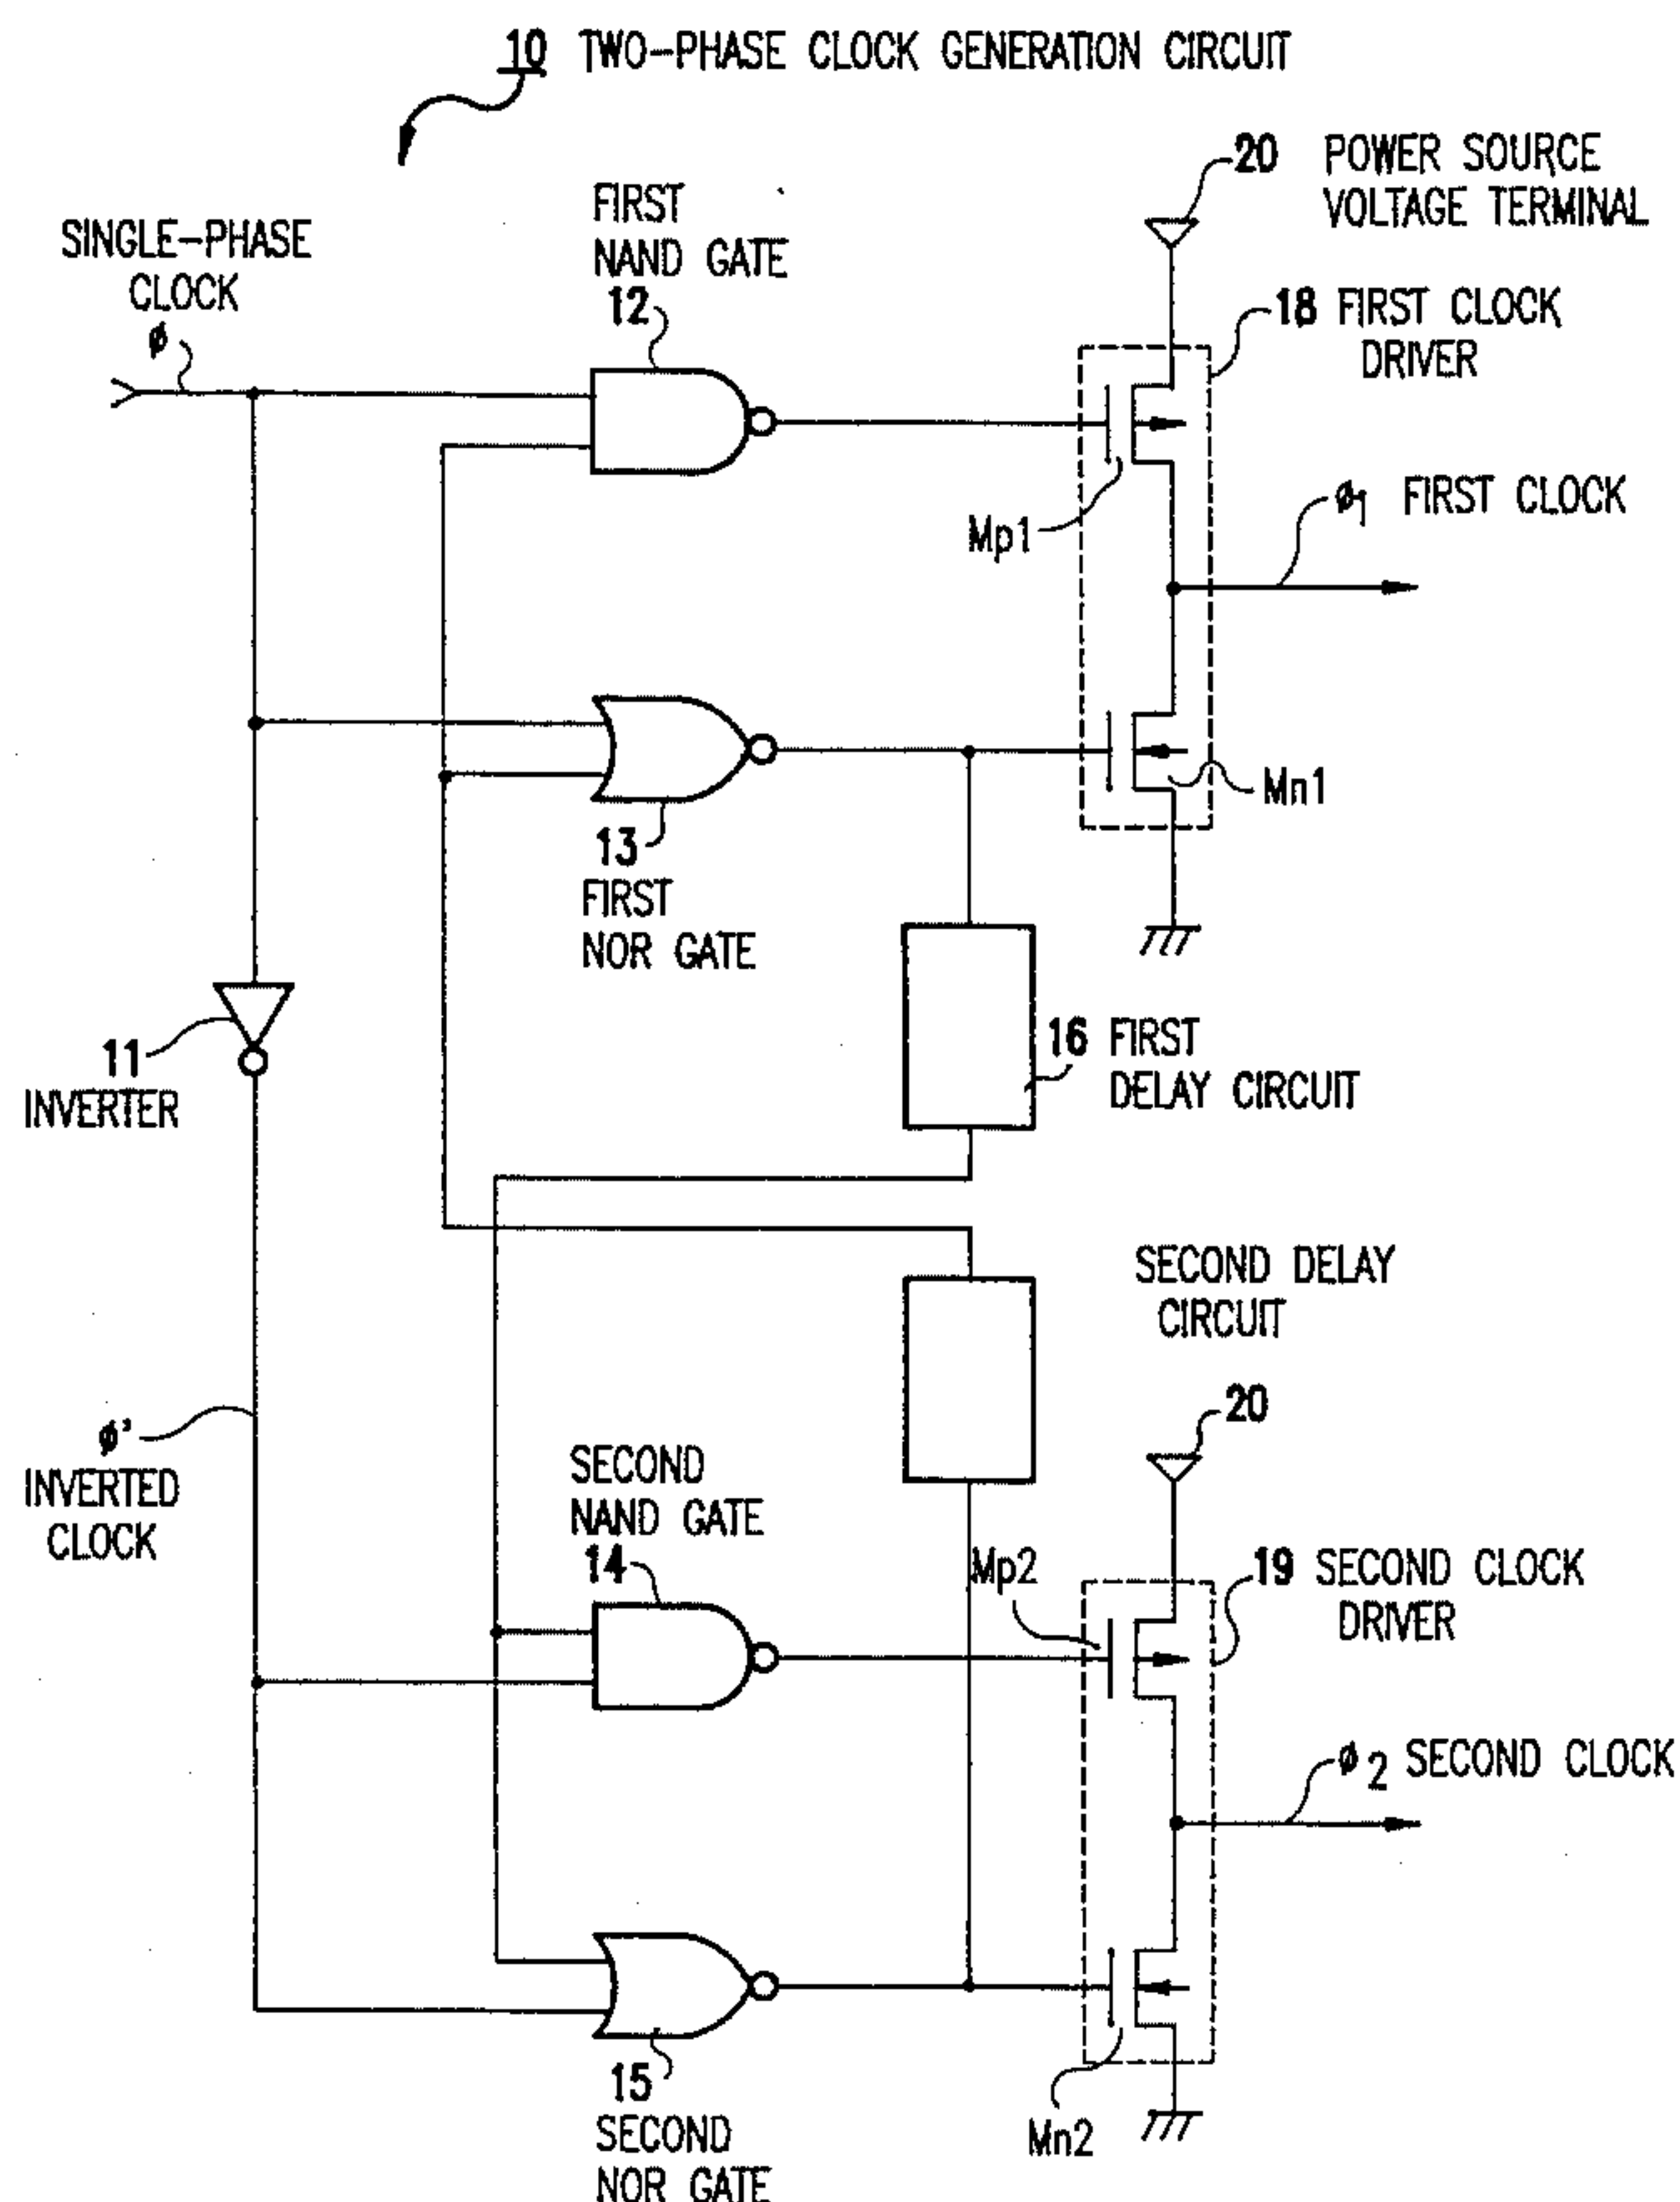 10 TWO-PHASE CLOCK GENERATION CIRCUIT
20 POWER SOURCE
VOLTAGE TERMINAL
FIRST
NAND GATE
12
SINGLE-PHASE
CLOCK
ø
18 FIRST CLOCK
DRIVER
Mp1
ø1 FIRST CLOCK
Mn1
13
FIRST
NOR GATE
11
INVERTER
16 FIRST
DELAY CIRCUIT
SECOND DELAY
CIRCUIT
20
ø'
INVERTED
CLOCK
SECOND
NAND GATE
14
Mp2
19 SECOND CLOCK
DRIVER
ø2 SECOND CLOCK
15
SECOND
NOR GATE
Mn2